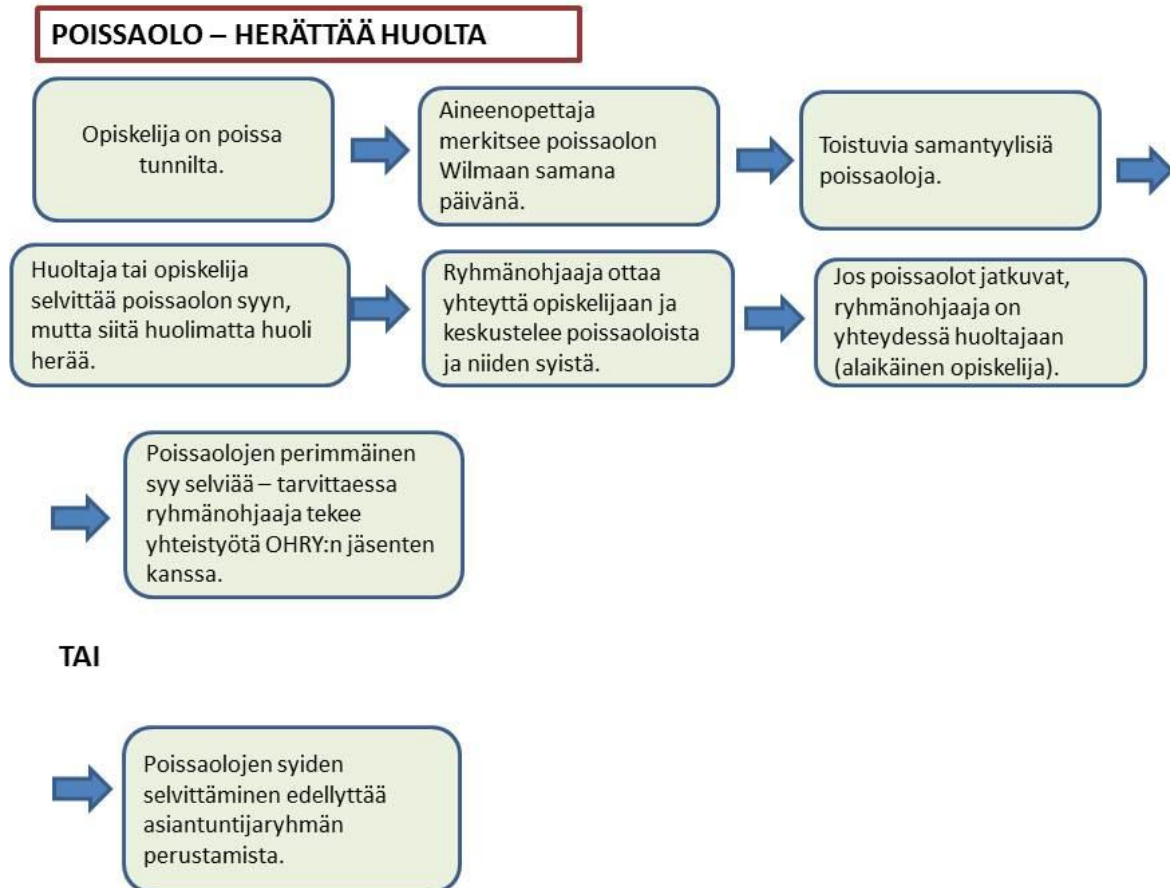 POISSAOLO – HERÄTTÄÄ HUOLTA
Opiskelija on poissa
tunnilta.
Aineenopettaja
merkitsee poissaolon
Wilmaan samana
päivänä.
Toistuvia samantyylisiä
poissaoloja.
Huoltaja tai opiskelija
selvittää poissaolon syyn,
mutta siitä huolimatta huoli
herää.
Ryhmänohjaaja ottaa
yhteyttä opiskelijaan ja
keskustelee poissaoloista
ja niiden syistä.
Jos poissaolot jatkuvat,
ryhmänohjaaja on
yhteydessä huoltajaan
(alaikäinen opiskelija).
Poissaolojen perimmäinen
syy selviää – tarvittaessa
ryhmänohjaaja tekee
yhteistyötä OHRY:n jäsenten
kanssa.
TAI
Poissaolojen syiden
selvittäminen edellyttää
asiantuntijaryhmän
perustamista.